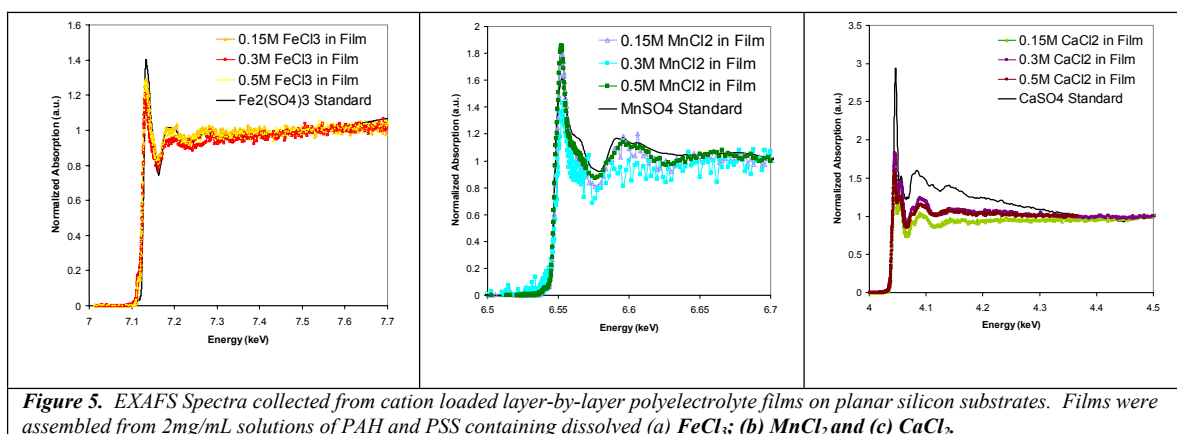 1.6
1.4
1.2
1
0.8
0.6
0.4
0.2
0
Normalized Absorption (a.u.)
0.15M FeCl3 in Film
0.3M FeCl3 in Film
0.5M FeCl3 in Film
Fe2(SO4)3 Standard
7 7.1 7.2 7.3 7.4 7.5 7.6 7.7
Energy (keV)
2
1.8
1.6
1.4
1.2
1
0.8
0.6
0.4
0.2
0
Normalized Absorption (a.u.)
0.15M MnCl2 in Film
0.3M MnCl2 in Film
0.5M MnCl2 in Film
MnSO4 Standard
6.5 6.55 6.6 6.65 6.7
Energy (keV)
3.5
3
2.5
2
1.5
1
0.5
0
Normalized Absorption (a.u.)
0.15M CaCl2 in Film
0.3M CaCl2 in Film
0.5M CaCl2 in Film
CaSO4 Standard
4 4.1 4.2 4.3 4.4 4.5
Energy (keV)
Figure 5. EXAFS Spectra collected from cation loaded layer-by-layer polyelectrolyte films on planar silicon substrates. Films were
assembled from 2mg/mL solutions of PAH and PSS containing dissolved (a) FeCl3; (b) MnCl2 and (c) CaCl2.